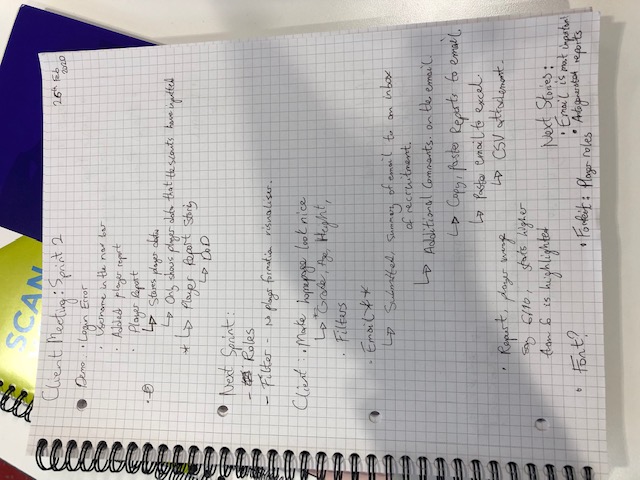 SCAN
Client Meeting: Sprint 2
26th Feb 2020
Demo: • Login Error
• Username in the nav bar
• Added player report
• Player Report
↳ Stores player data
↳ Only shows player data that the scouts have inputted
* ↳ Player Report Story
↳ DoD
Next Sprint:
- Roles
- Filter - No player formation visualiser.
Client: • Make homepage look nice
↳ Grade, Age, Height,
• Filters
• Email **
↳ Submitted, summary of email to an inbox
of recruitment.
↳ Additional Comments on the email.
↳ Copy, Paste Reports to email
↳ Paste email to excel.
↳ CSV attachment.
• Report, player
say 6/10, stats higher
than 6 is highlighted
• Font?
Next Stories:
• Email is most important
• Autogenerated reports
• Forfeit: Player roles